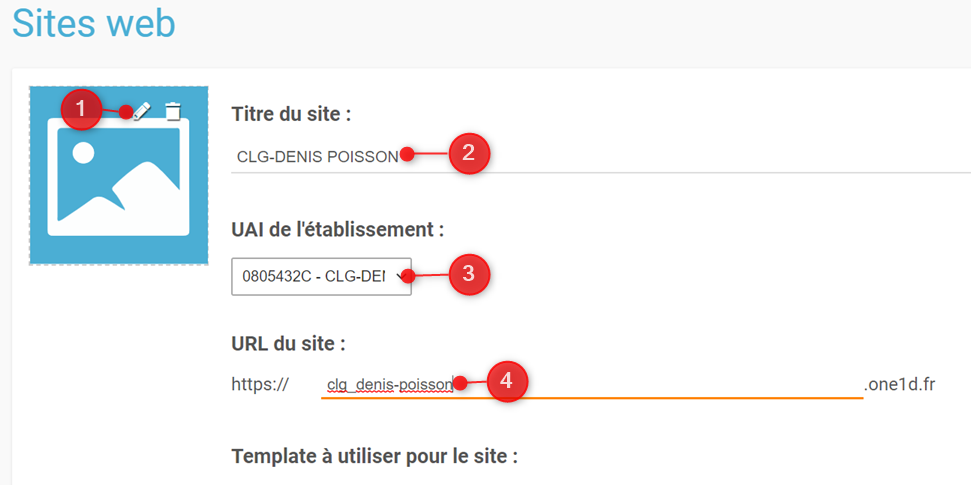 Sites web
1
Titre du site :
CLG-DENIS POISSON
2
UAI de l'établissement :
0805432C - CLG-DEN
3
URL du site :
https://
clg_denis-poisson
4
.one1d.fr
Template à utiliser pour le site :